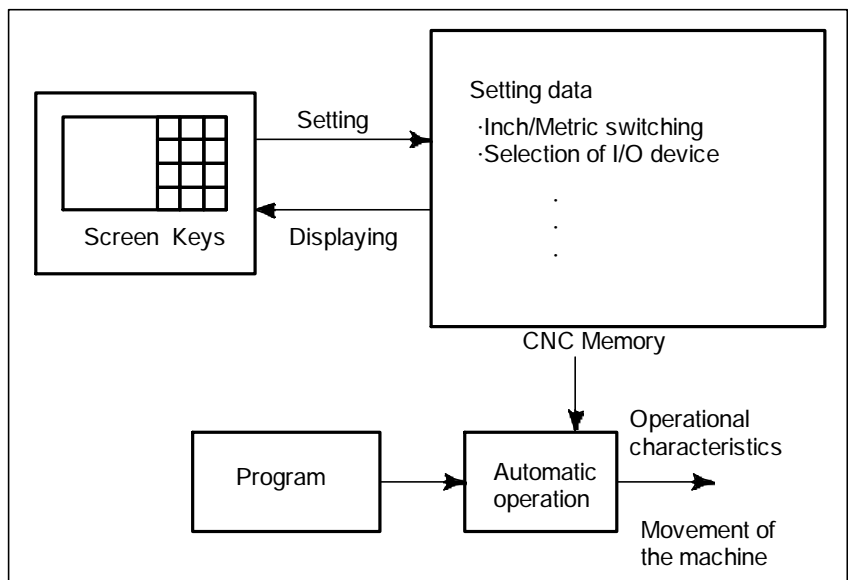 Setting data
·Inch/Metric switching
·Selection of I/O device
.
.
.
Setting
Displaying
Screen Keys
CNC Memory
Program
Automatic
operation
Operational
characteristics
Movement of
the machine